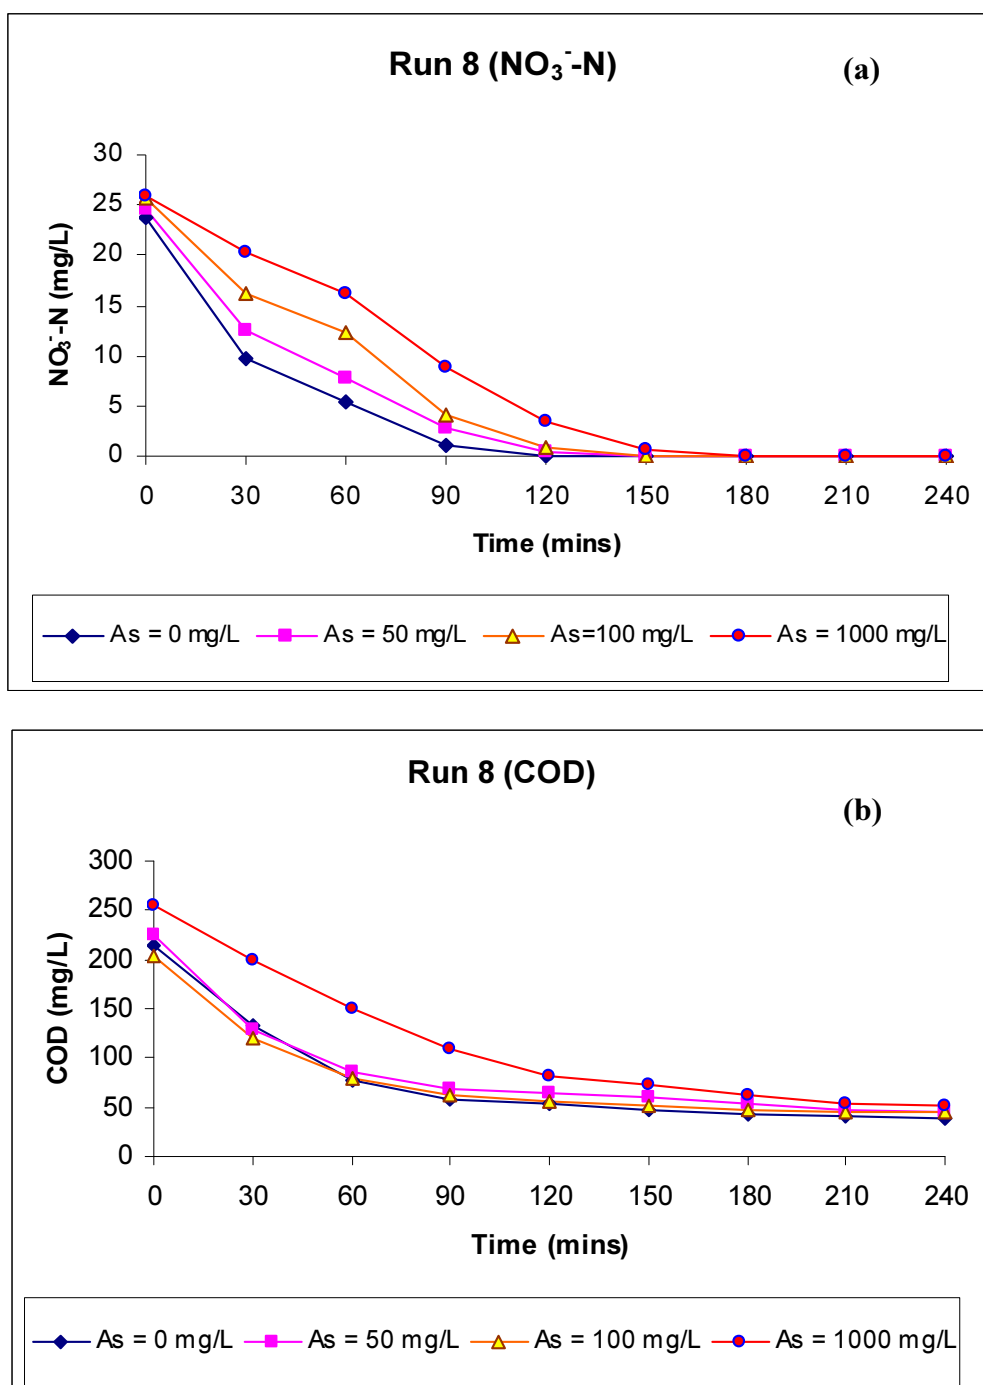 Run 8 (NO₃⁻-N)
(a)
30
25
20
15
10
5
0
NO₃⁻-N (mg/L)
0 30 60 90 120 150 180 210 240
Time (mins)
As = 0 mg/L As = 50 mg/L As=100 mg/L As = 1000 mg/L
Run 8 (COD)
(b)
300
250
200
150
100
50
0
COD (mg/L)
0 30 60 90 120 150 180 210 240
Time (mins)
As = 0 mg/L As = 50 mg/L As = 100 mg/L As = 1000 mg/L